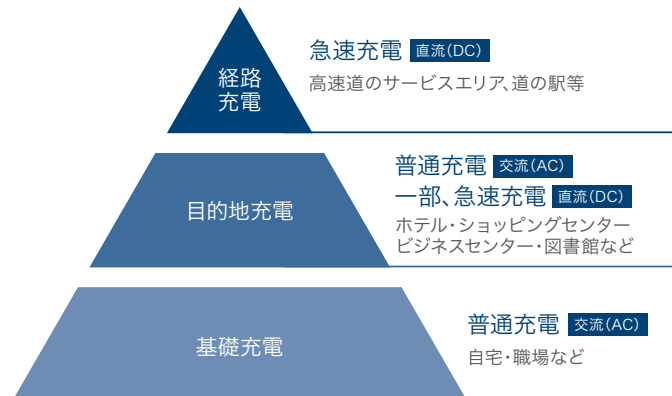 経路
充電
急速充電 直流(DC)
高速道のサービスエリア、道の駅等
目的地充電
普通充電 交流(AC)
一部、急速充電 直流(DC)
ホテル・ショッピングセンター
ビジネスセンター・図書館など
基礎充電
普通充電 交流(AC)
自宅・職場など